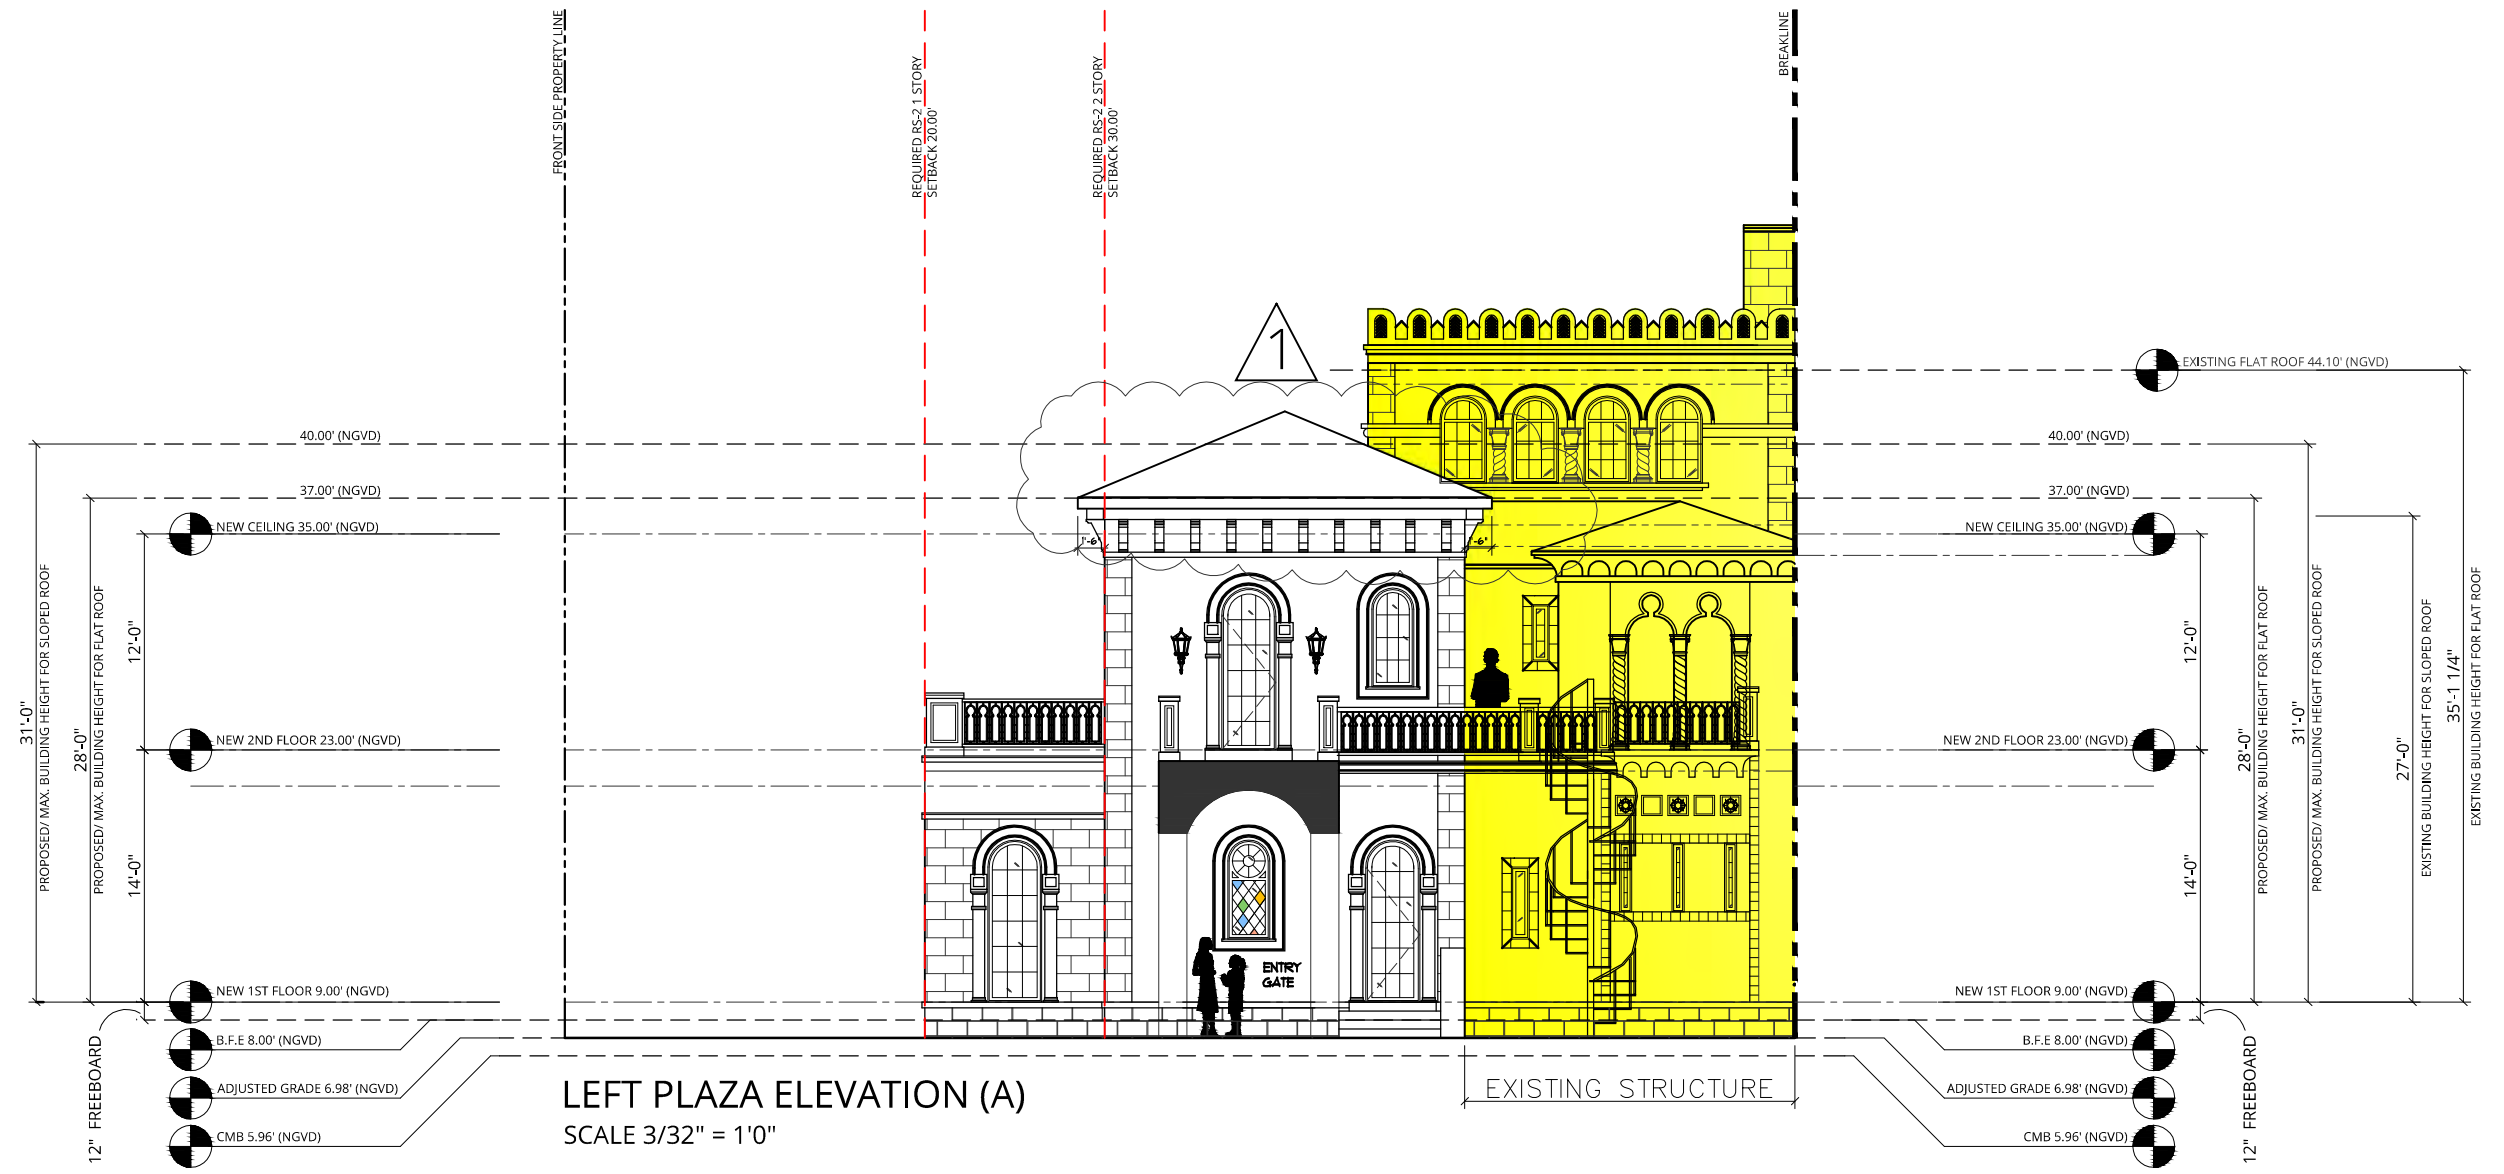 FRONT SIDE PROPERTY LINE
REQUIRED RS-2 1 STORY
SETBACK 20.00'
REQUIRED RS-2 2 STORY
SETBACK 30.00'
BREAKLINE
1
EXISTING FLAT ROOF 44.10' (NGVD)
40.00' (NGVD)
40.00' (NGVD)
37.00' (NGVD)
37.00' (NGVD)
NEW CEILING 35.00' (NGVD)
NEW CEILING 35.00' (NGVD)
1'-6"
1'-6"
31'-0"
PROPOSED/ MAX. BUILDING HEIGHT FOR SLOPED ROOF
28'-0"
PROPOSED/ MAX. BUILDING HEIGHT FOR FLAT ROOF
12'-0"
14'-0"
12'-0"
14'-0"
28'-0"
PROPOSED/ MAX. BUILDING HEIGHT FOR FLAT ROOF
31'-0"
PROPOSED/ MAX. BUILDING HEIGHT FOR SLOPED ROOF
27'-0"
EXISTING BUILDING HEIGHT FOR SLOPED ROOF
35'-1 1/4"
EXISTING BUILDING HEIGHT FOR FLAT ROOF
NEW 2ND FLOOR 23.00' (NGVD)
NEW 2ND FLOOR 23.00' (NGVD)
ENTRY
GATE
NEW 1ST FLOOR 9.00' (NGVD)
NEW 1ST FLOOR 9.00' (NGVD)
B.F.E 8.00' (NGVD)
B.F.E 8.00' (NGVD)
ADJUSTED GRADE 6.98' (NGVD)
ADJUSTED GRADE 6.98' (NGVD)
CMB 5.96' (NGVD)
CMB 5.96' (NGVD)
12" FREEBOARD
12" FREEBOARD
EXISTING STRUCTURE
LEFT PLAZA ELEVATION (A)
SCALE 3/32" = 1'0"